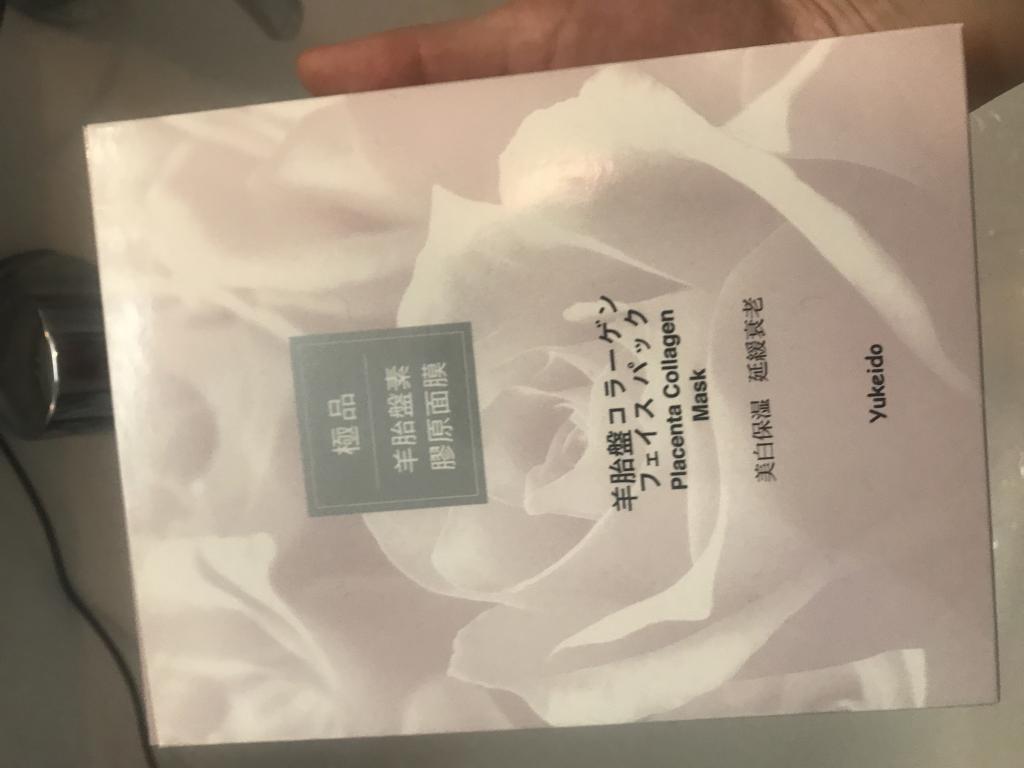 極品
羊胎盤素
膠原面膜
羊胎盤コラーゲン
フェイスパック
Placenta Collagen
Mask
美白保湿 延緩衰老
Yukeido